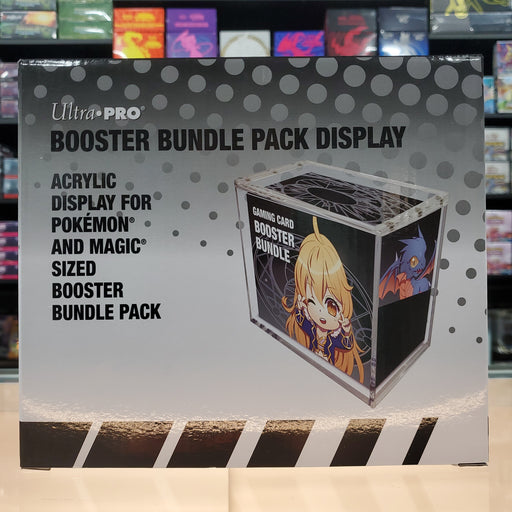 Ultra•PRO®
BOOSTER BUNDLE PACK DISPLAY
ACRYLIC
DISPLAY FOR
POKÉMON®
AND MAGIC®
SIZED
BOOSTER
BUNDLE PACK
GAMING CARD
BOOSTER
BUNDLE